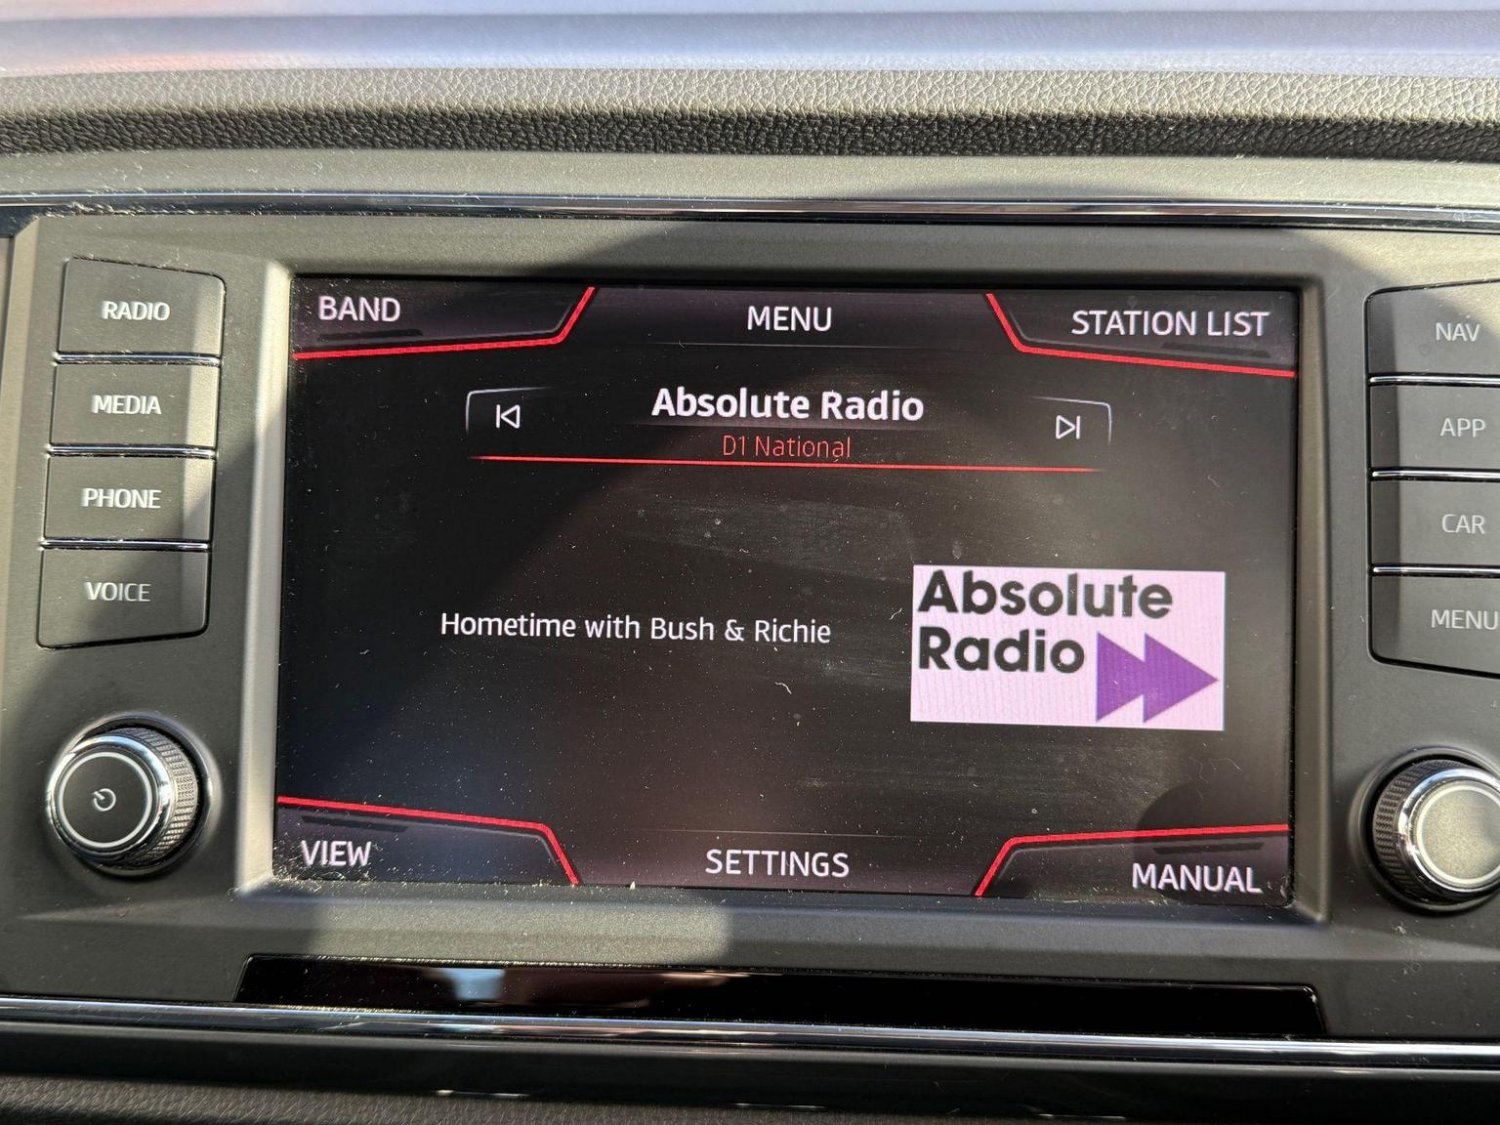 RADIO
MEDIA
PHONE
VOICE
BAND
MENU
STATION LIST
Absolute Radio
D1 National
Hometime with Bush & Richie
Absolute
Radio
VIEW
SETTINGS
MANUAL
NAV
APP
CAR
MENU